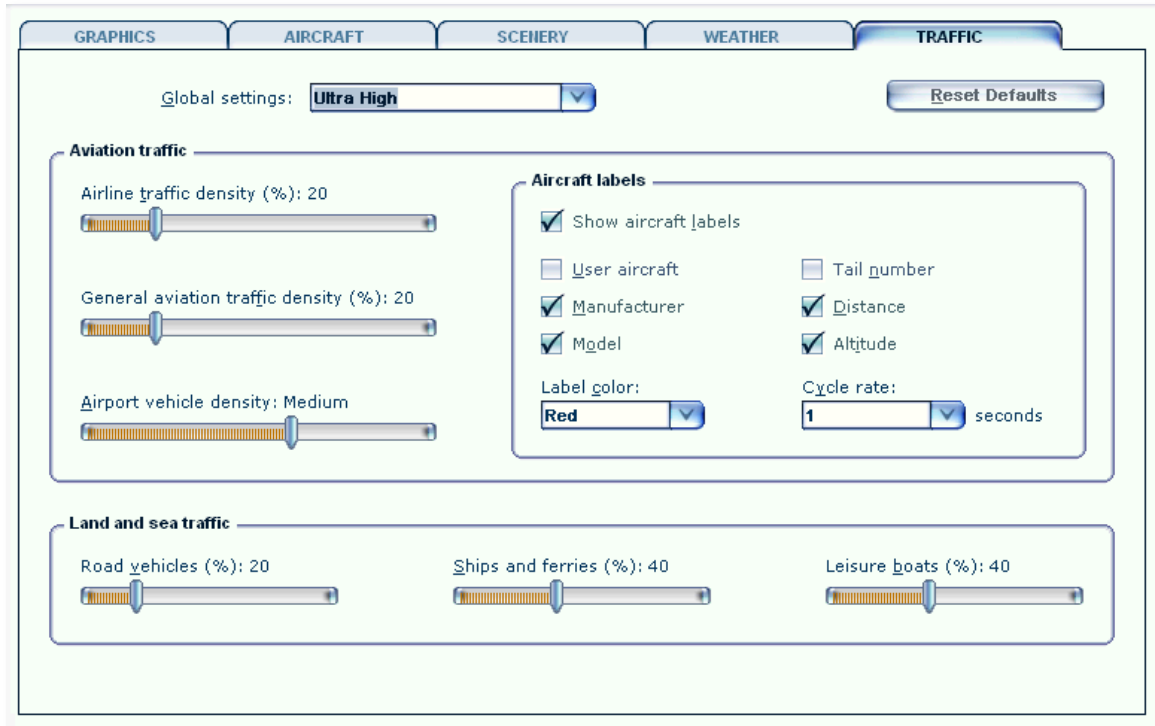 GRAPHICS AIRCRAFT SCENERY WEATHER TRAFFIC
Global settings: Ultra High Reset Defaults
Aviation traffic
Airline traffic density (%): 20
General aviation traffic density (%): 20
Airport vehicle density: Medium
Aircraft labels
Show aircraft labels
User aircraft Tail number
Manufacturer Distance
Model Altitude
Label color: Cycle rate:
Red 1 seconds
Land and sea traffic
Road vehicles (%): 20 Ships and ferries (%): 40 Leisure boats (%): 40